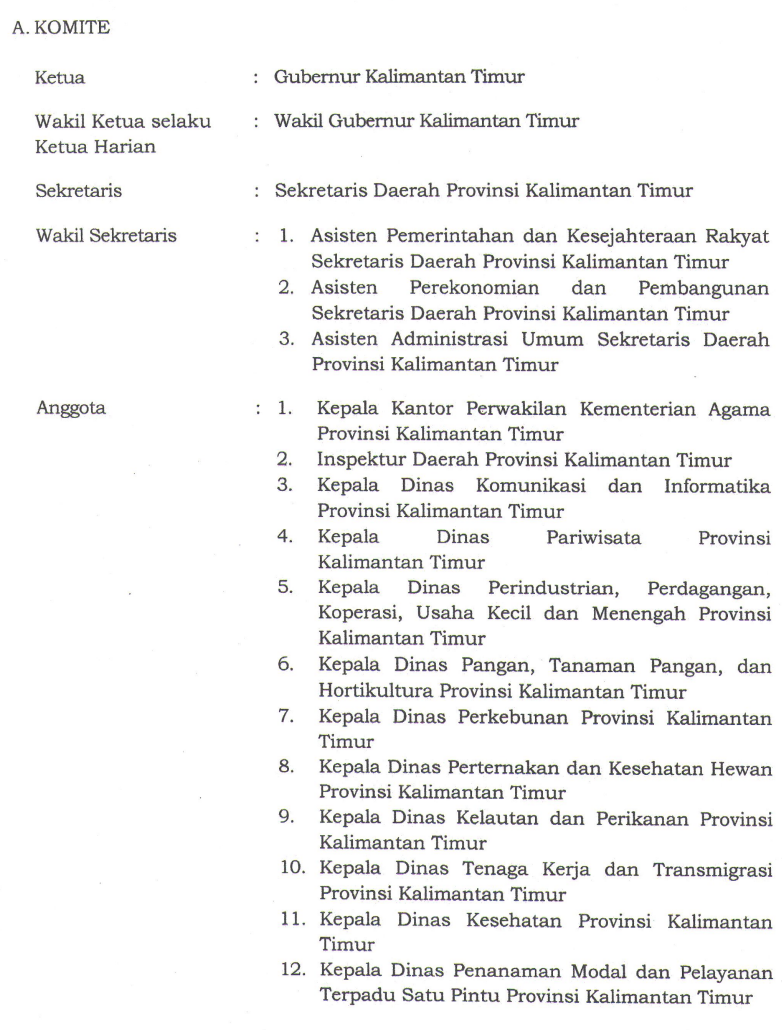 A. KOMITE
Ketua : Gubernur Kalimantan Timur
Wakil Ketua selaku : Wakil Gubernur Kalimantan Timur
Ketua Harian
Sekretaris : Sekretaris Daerah Provinsi Kalimantan Timur
Wakil Sekretaris : 1. Asisten Pemerintahan dan Kesejahteraan Rakyat
Sekretaris Daerah Provinsi Kalimantan Timur
2. Asisten Perekonomian dan Pembangunan
Sekretaris Daerah Provinsi Kalimantan Timur
3. Asisten Administrasi Umum Sekretaris Daerah
Provinsi Kalimantan Timur
Anggota : 1. Kepala Kantor Perwakilan Kementerian Agama
Provinsi Kalimantan Timur
2. Inspektur Daerah Provinsi Kalimantan Timur
3. Kepala Dinas Komunikasi dan Informatika
Provinsi Kalimantan Timur
4. Kepala Dinas Pariwisata Provinsi
Kalimantan Timur
5. Kepala Dinas Perindustrian, Perdagangan,
Koperasi, Usaha Kecil dan Menengah Provinsi
Kalimantan Timur
6. Kepala Dinas Pangan, Tanaman Pangan, dan
Hortikultura Provinsi Kalimantan Timur
7. Kepala Dinas Perkebunan Provinsi Kalimantan
Timur
8. Kepala Dinas Perternakan dan Kesehatan Hewan
Provinsi Kalimantan Timur
9. Kepala Dinas Kelautan dan Perikanan Provinsi
Kalimantan Timur
10. Kepala Dinas Tenaga Kerja dan Transmigrasi
Provinsi Kalimantan Timur
11. Kepala Dinas Kesehatan Provinsi Kalimantan
Timur
12. Kepala Dinas Penanaman Modal dan Pelayanan
Terpadu Satu Pintu Provinsi Kalimantan Timur